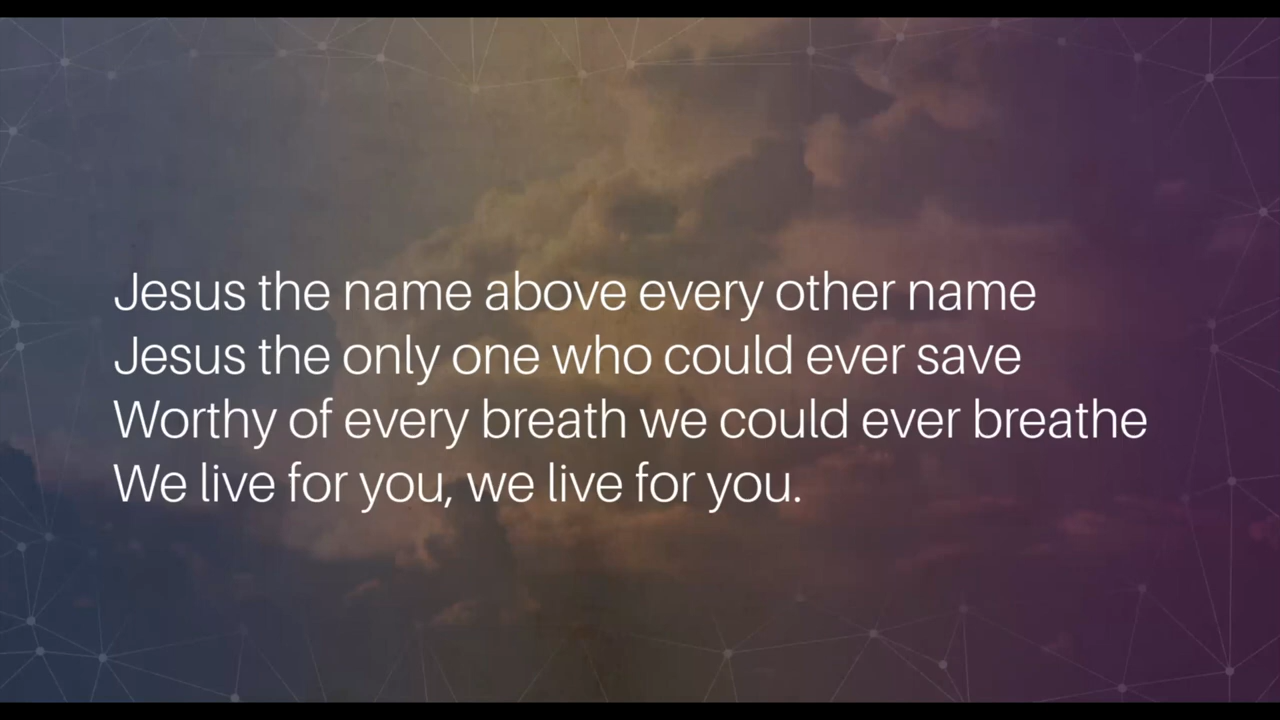 Jesus the name above every other name
Jesus the only one who could ever save
Worthy of every breath we could ever breathe
We live for you, we live for you.